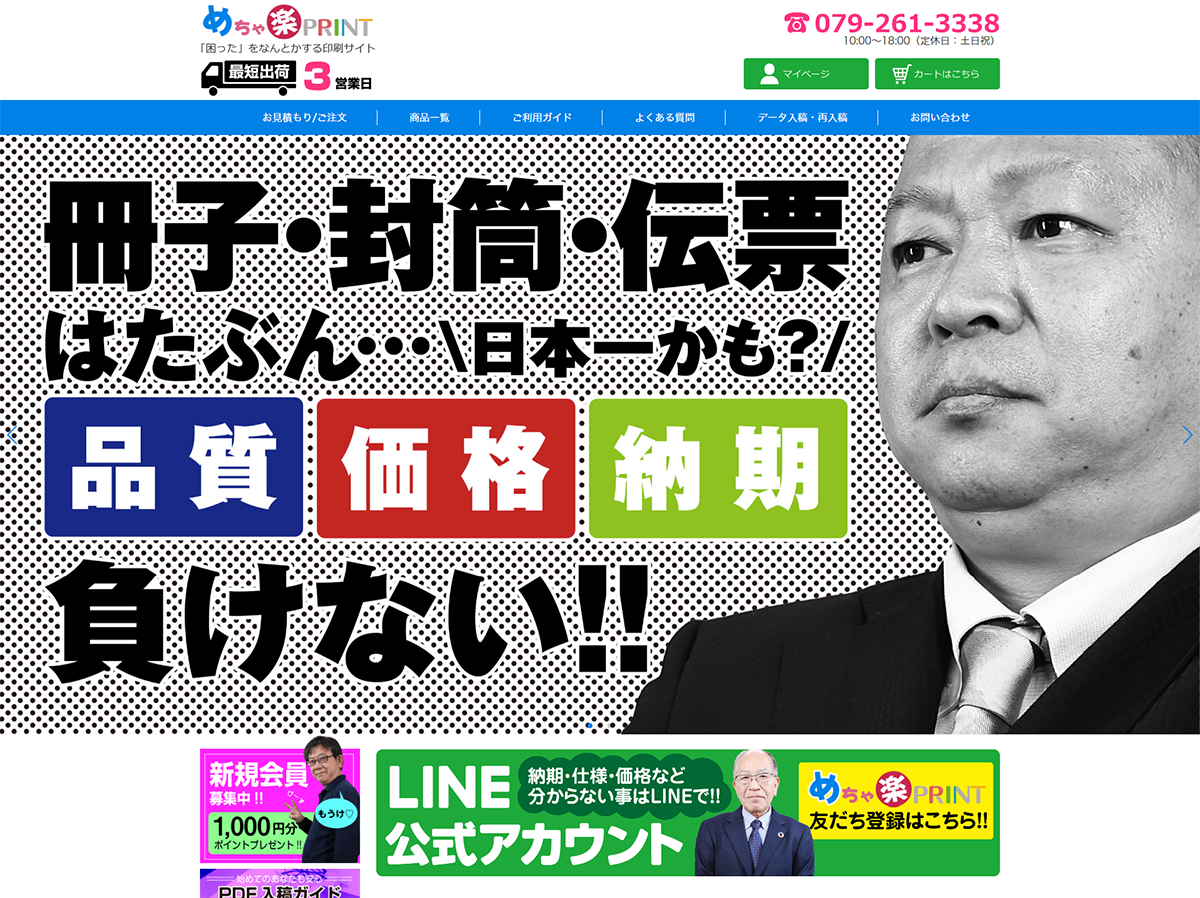 めちゃ楽PRINT
「困った」をなんとかする印刷サイト
最短出荷 3 営業日
079-261-3338
10:00〜18:00（定休日：土日祝）
マイページ
カートはこちら
お見積もり/ご注文
商品一覧
ご利用ガイド
よくある質問
データ入稿・再入稿
お問い合わせ
冊子・封筒・伝票
はたぶん…\日本一かも?/
品質 価格 納期
負けない!!
新規会員
募集中!!
もうけ♡
1,000円分
ポイントプレゼント!!
LINE
公式アカウント
納期・仕様・価格など
分からない事はLINEで!!
めちゃ楽PRINT
友だち登録はこちら!!
始めてのあなたも安心
PDF入稿ガイド